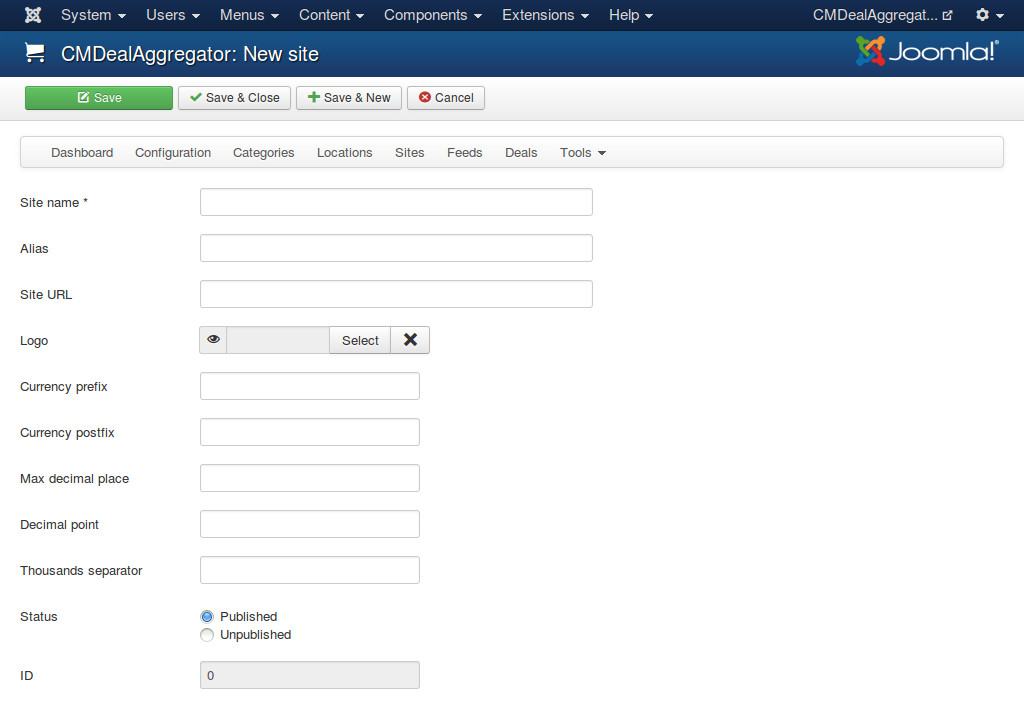 System Users Menus Content Components Extensions Help CMDealAggregat...
CMDealAggregator: New site Joomla!®
Save Save & Close Save & New Cancel
Dashboard Configuration Categories Locations Sites Feeds Deals Tools
Site name *
Alias
Site URL
Logo Select
Currency prefix
Currency postfix
Max decimal place
Decimal point
Thousands separator
Status Published
Unpublished
ID 0